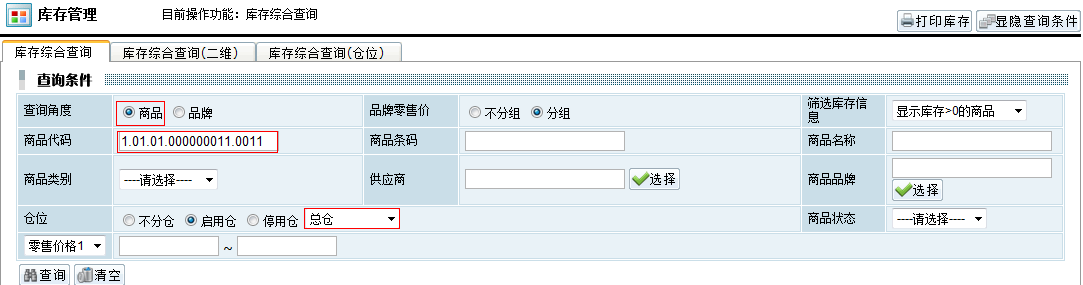 库存管理 目前操作功能：库存综合查询
打印库存 显隐查询条件
库存综合查询 库存综合查询(二维) 库存综合查询(仓位)
查询条件
查询角度 商品 品牌 品牌零售价 不分组 分组 筛选库存信息 显示库存>0的商品
商品代码 1.01.01.000000011.0011 商品条码 商品名称
商品类别 ----请选择---- 供应商 选择 商品品牌 选择
仓位 不分仓 启用仓 停用仓 总仓 商品状态 ----请选择----
零售价格1 ~
查询 清空